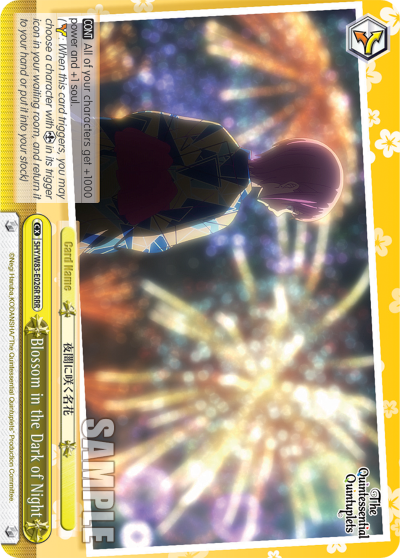 [CONT] All of your characters get +1000
power and +1 soul.
(: When this card triggers, you may
choose a character with in its trigger
icon in your waiting room, and return it
to your hand or put it into your stock)
CX 5HY/W83-E026R RRR
Blossom in the Dark of Night
©Negi Haruba,KODANSHA/"The Quintessential Quintuplets" Production Committee.
Card Name
夜闇に咲く名花
SAMPLE
The
Quintessential
Quintuplets